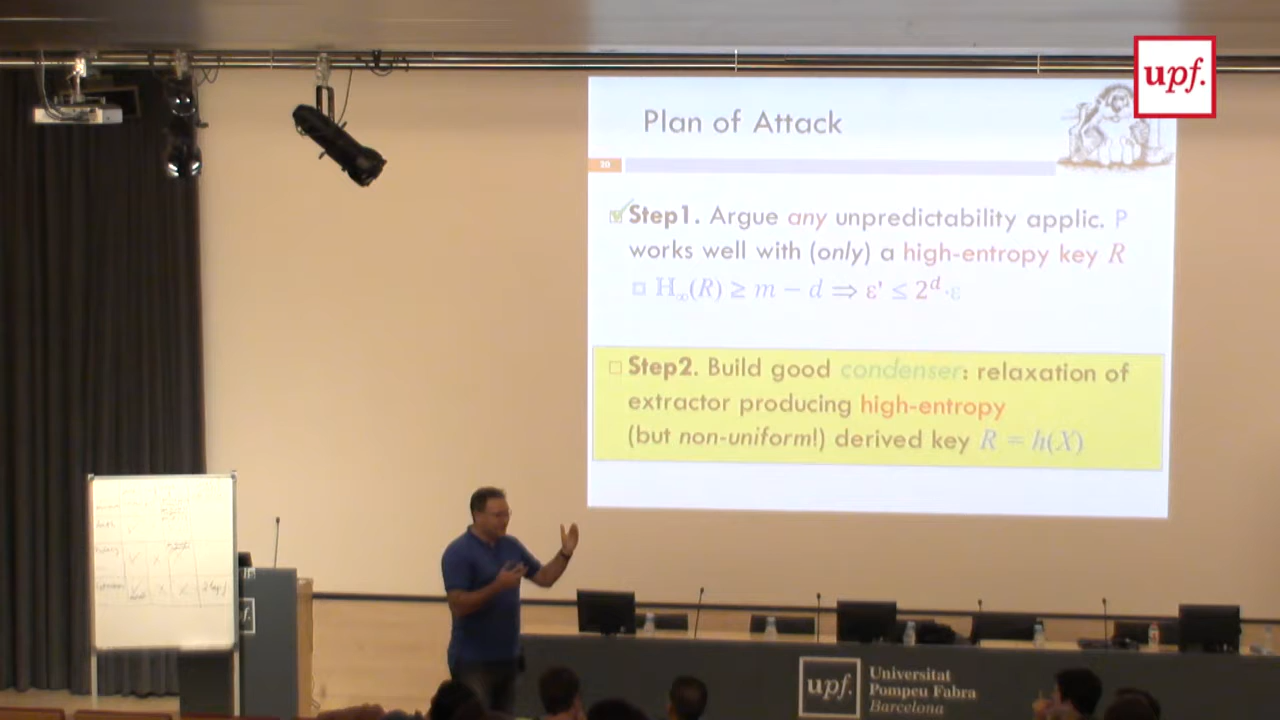 upf.
Plan of Attack
20
Step1. Argue any unpredictability applic. P
works well with (only) a high-entropy key R
H∞(R) ≥ m − d ⇒ ε' ≤ 2^d·ε
Step2. Build good condenser: relaxation of
extractor producing high-entropy
(but non-uniform!) derived key R = h(X)
upf.
Universitat
Pompeu Fabra
Barcelona